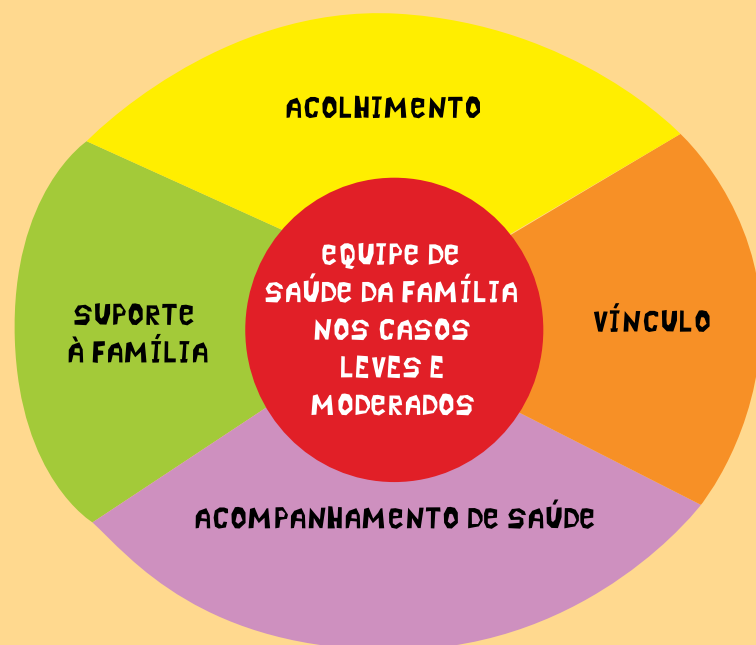 ACOLHIMENTO
EQUIPE DE
SAÚDE DA FAMÍLIA
NOS CASOS
LEVES E
MODERADOS
SUPORTE
À FAMÍLIA
VÍNCULO
ACOMPANHAMENTO DE SAÚDE